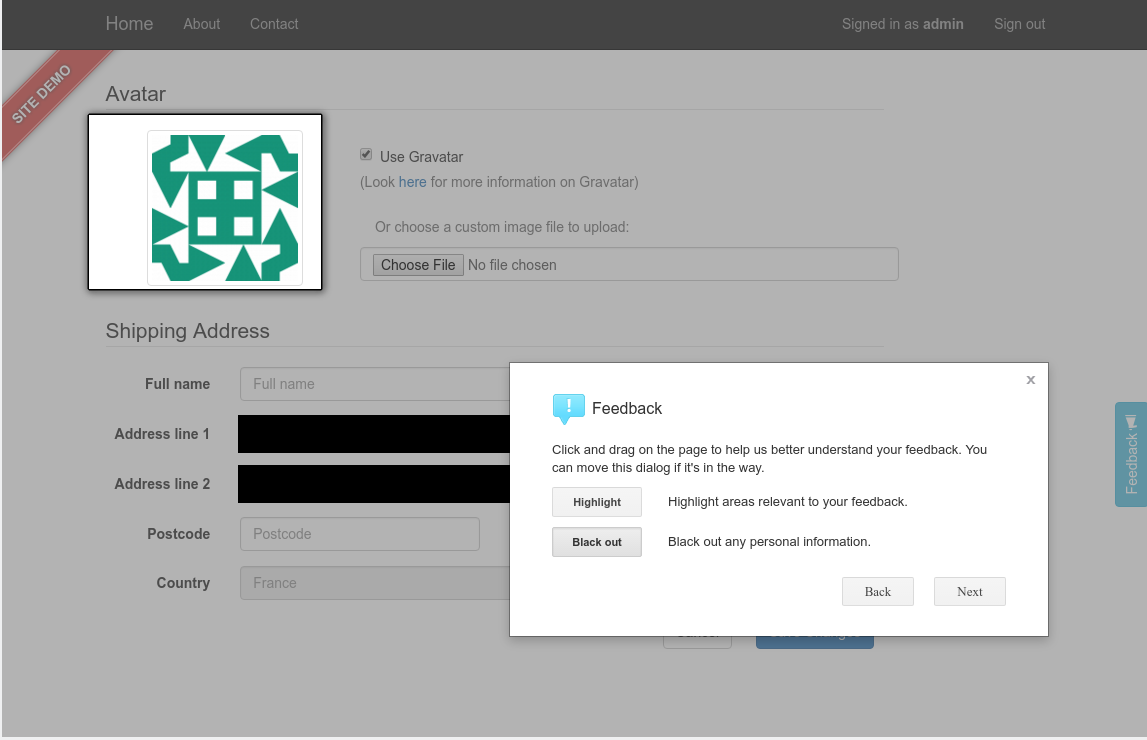 Home About Contact Signed in as admin Sign out
SITE DEMO
Avatar
Use Gravatar
(Look here for more information on Gravatar)
Or choose a custom image file to upload:
Choose File No file chosen
Shipping Address
Full name Full name
Address line 1
Address line 2
Postcode Postcode
Country France
x
! Feedback
Click and drag on the page to help us better understand your feedback. You
can move this dialog if it's in the way.
Highlight Highlight areas relevant to your feedback.
Black out Black out any personal information.
Back Next
Feedback